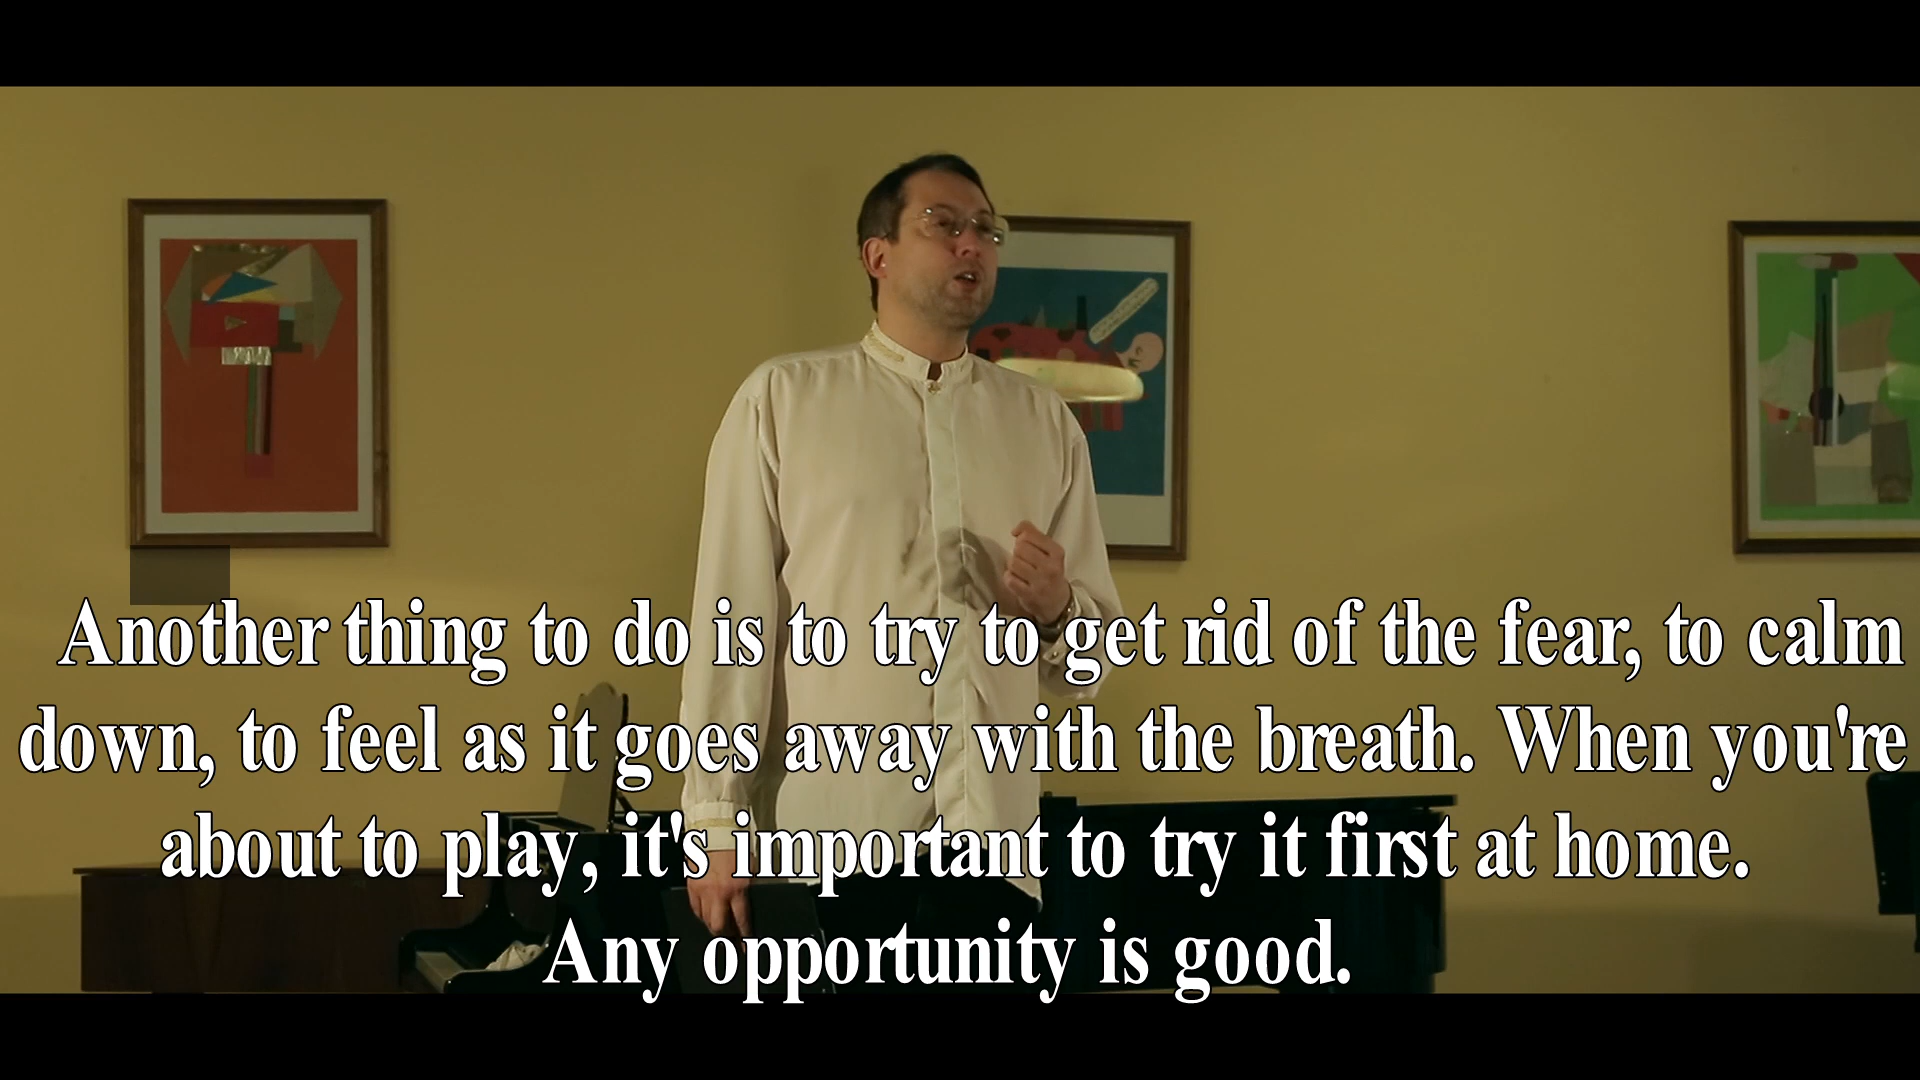 Another thing to do is to try to get rid of the fear, to calm
down, to feel as it goes away with the breath. When you're
about to play, it's important to try it first at home.
Any opportunity is good.